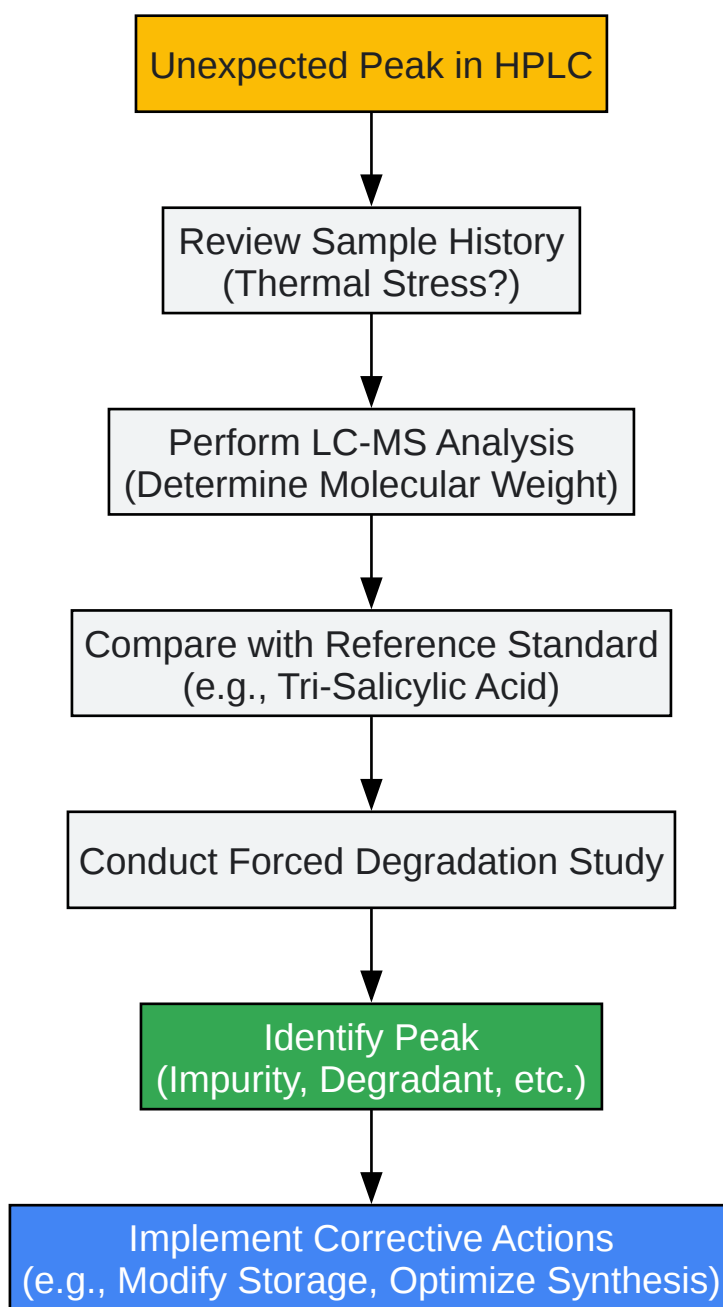 Unexpected Peak in HPLC
Review Sample History
(Thermal Stress?)
Perform LC-MS Analysis
(Determine Molecular Weight)
Compare with Reference Standard
(e.g., Tri-Salicylic Acid)
Conduct Forced Degradation Study
Identify Peak
(Impurity, Degradant, etc.)
Implement Corrective Actions
(e.g., Modify Storage, Optimize Synthesis)